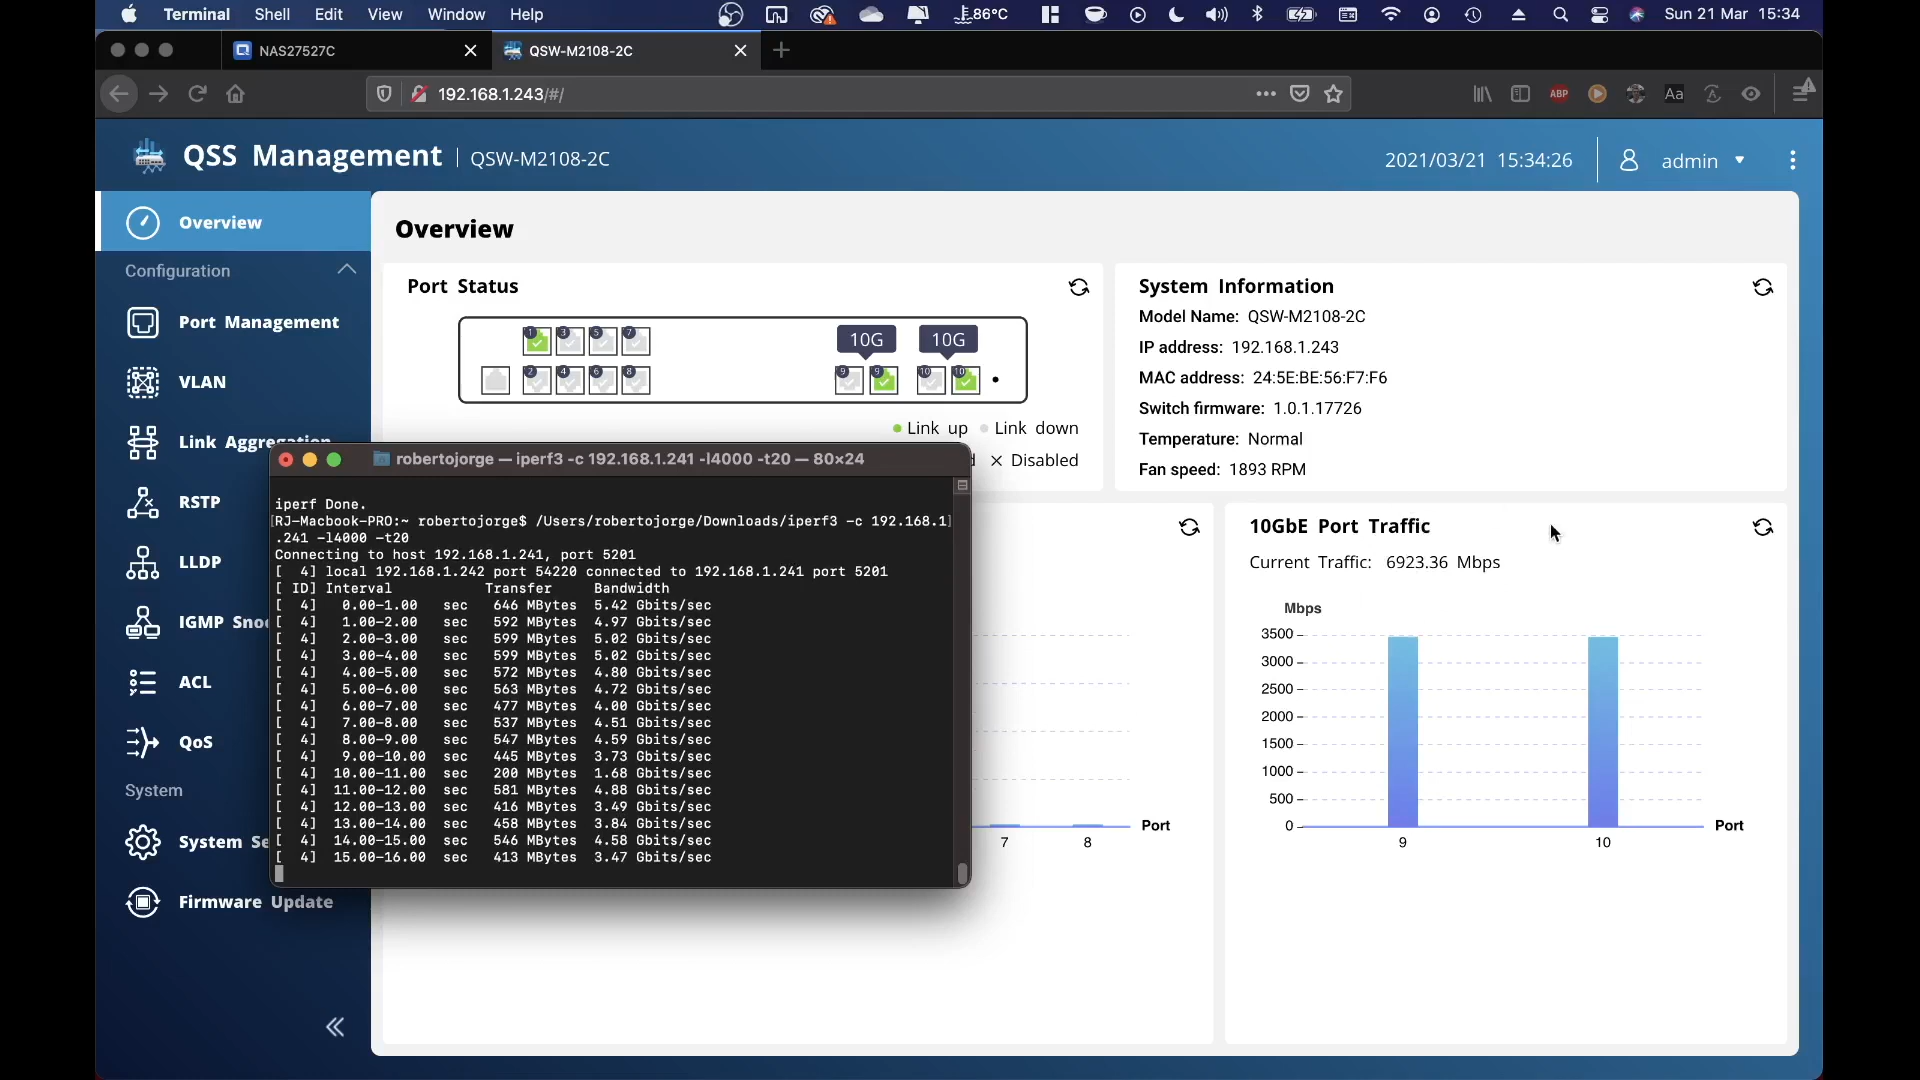 Terminal Shell Edit View Window Help 86°C Sun 21 Mar 15:34
NAS27527C
QSW-M2108-2C
192.168.1.243/#/
ABP
Aa
QSS Management | QSW-M2108-2C
2021/03/21 15:34:26
admin
Overview
Configuration
Port Management
VLAN
Link Aggregation
RSTP
LLDP
IGMP Snoo
ACL
QoS
System
System Se
Firmware Update
Overview
Port Status
1 3 5 7
10G 10G
2 4 6 8 9 9 10 10
Link up Link down
d Disabled
System Information
Model Name: QSW-M2108-2C
IP address: 192.168.1.243
MAC address: 24:5E:BE:56:F7:F6
Switch firmware: 1.0.1.17726
Temperature: Normal
Fan speed: 1893 RPM
robertojorge — iperf3 -c 192.168.1.241 -l4000 -t20 — 80×24
iperf Done.
[RJ-Macbook-PRO:~ robertojorge$ /Users/robertojorge/Downloads/iperf3 -c 192.168.1]
.241 -l4000 -t20
Connecting to host 192.168.1.241, port 5201
[  4] local 192.168.1.242 port 54220 connected to 192.168.1.241 port 5201
[ ID] Interval Transfer Bandwidth
[  4] 0.00-1.00 sec 646 MBytes 5.42 Gbits/sec
[  4] 1.00-2.00 sec 592 MBytes 4.97 Gbits/sec
[  4] 2.00-3.00 sec 599 MBytes 5.02 Gbits/sec
[  4] 3.00-4.00 sec 599 MBytes 5.02 Gbits/sec
[  4] 4.00-5.00 sec 572 MBytes 4.80 Gbits/sec
[  4] 5.00-6.00 sec 563 MBytes 4.72 Gbits/sec
[  4] 6.00-7.00 sec 477 MBytes 4.00 Gbits/sec
[  4] 7.00-8.00 sec 537 MBytes 4.51 Gbits/sec
[  4] 8.00-9.00 sec 547 MBytes 4.59 Gbits/sec
[  4] 9.00-10.00 sec 445 MBytes 3.73 Gbits/sec
[  4] 10.00-11.00 sec 200 MBytes 1.68 Gbits/sec
[  4] 11.00-12.00 sec 581 MBytes 4.88 Gbits/sec
[  4] 12.00-13.00 sec 416 MBytes 3.49 Gbits/sec
[  4] 13.00-14.00 sec 458 MBytes 3.84 Gbits/sec
[  4] 14.00-15.00 sec 546 MBytes 4.58 Gbits/sec
[  4] 15.00-16.00 sec 413 MBytes 3.47 Gbits/sec
Port
7 8
10GbE Port Traffic
Current Traffic: 6923.36 Mbps
Mbps
3500
3000
2500
2000
1500
1000
500
0
Port
9 10